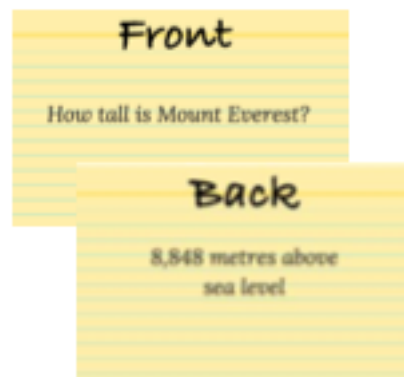 Front
How tall is Mount Everest?
Back
8,848 metres above
sea level